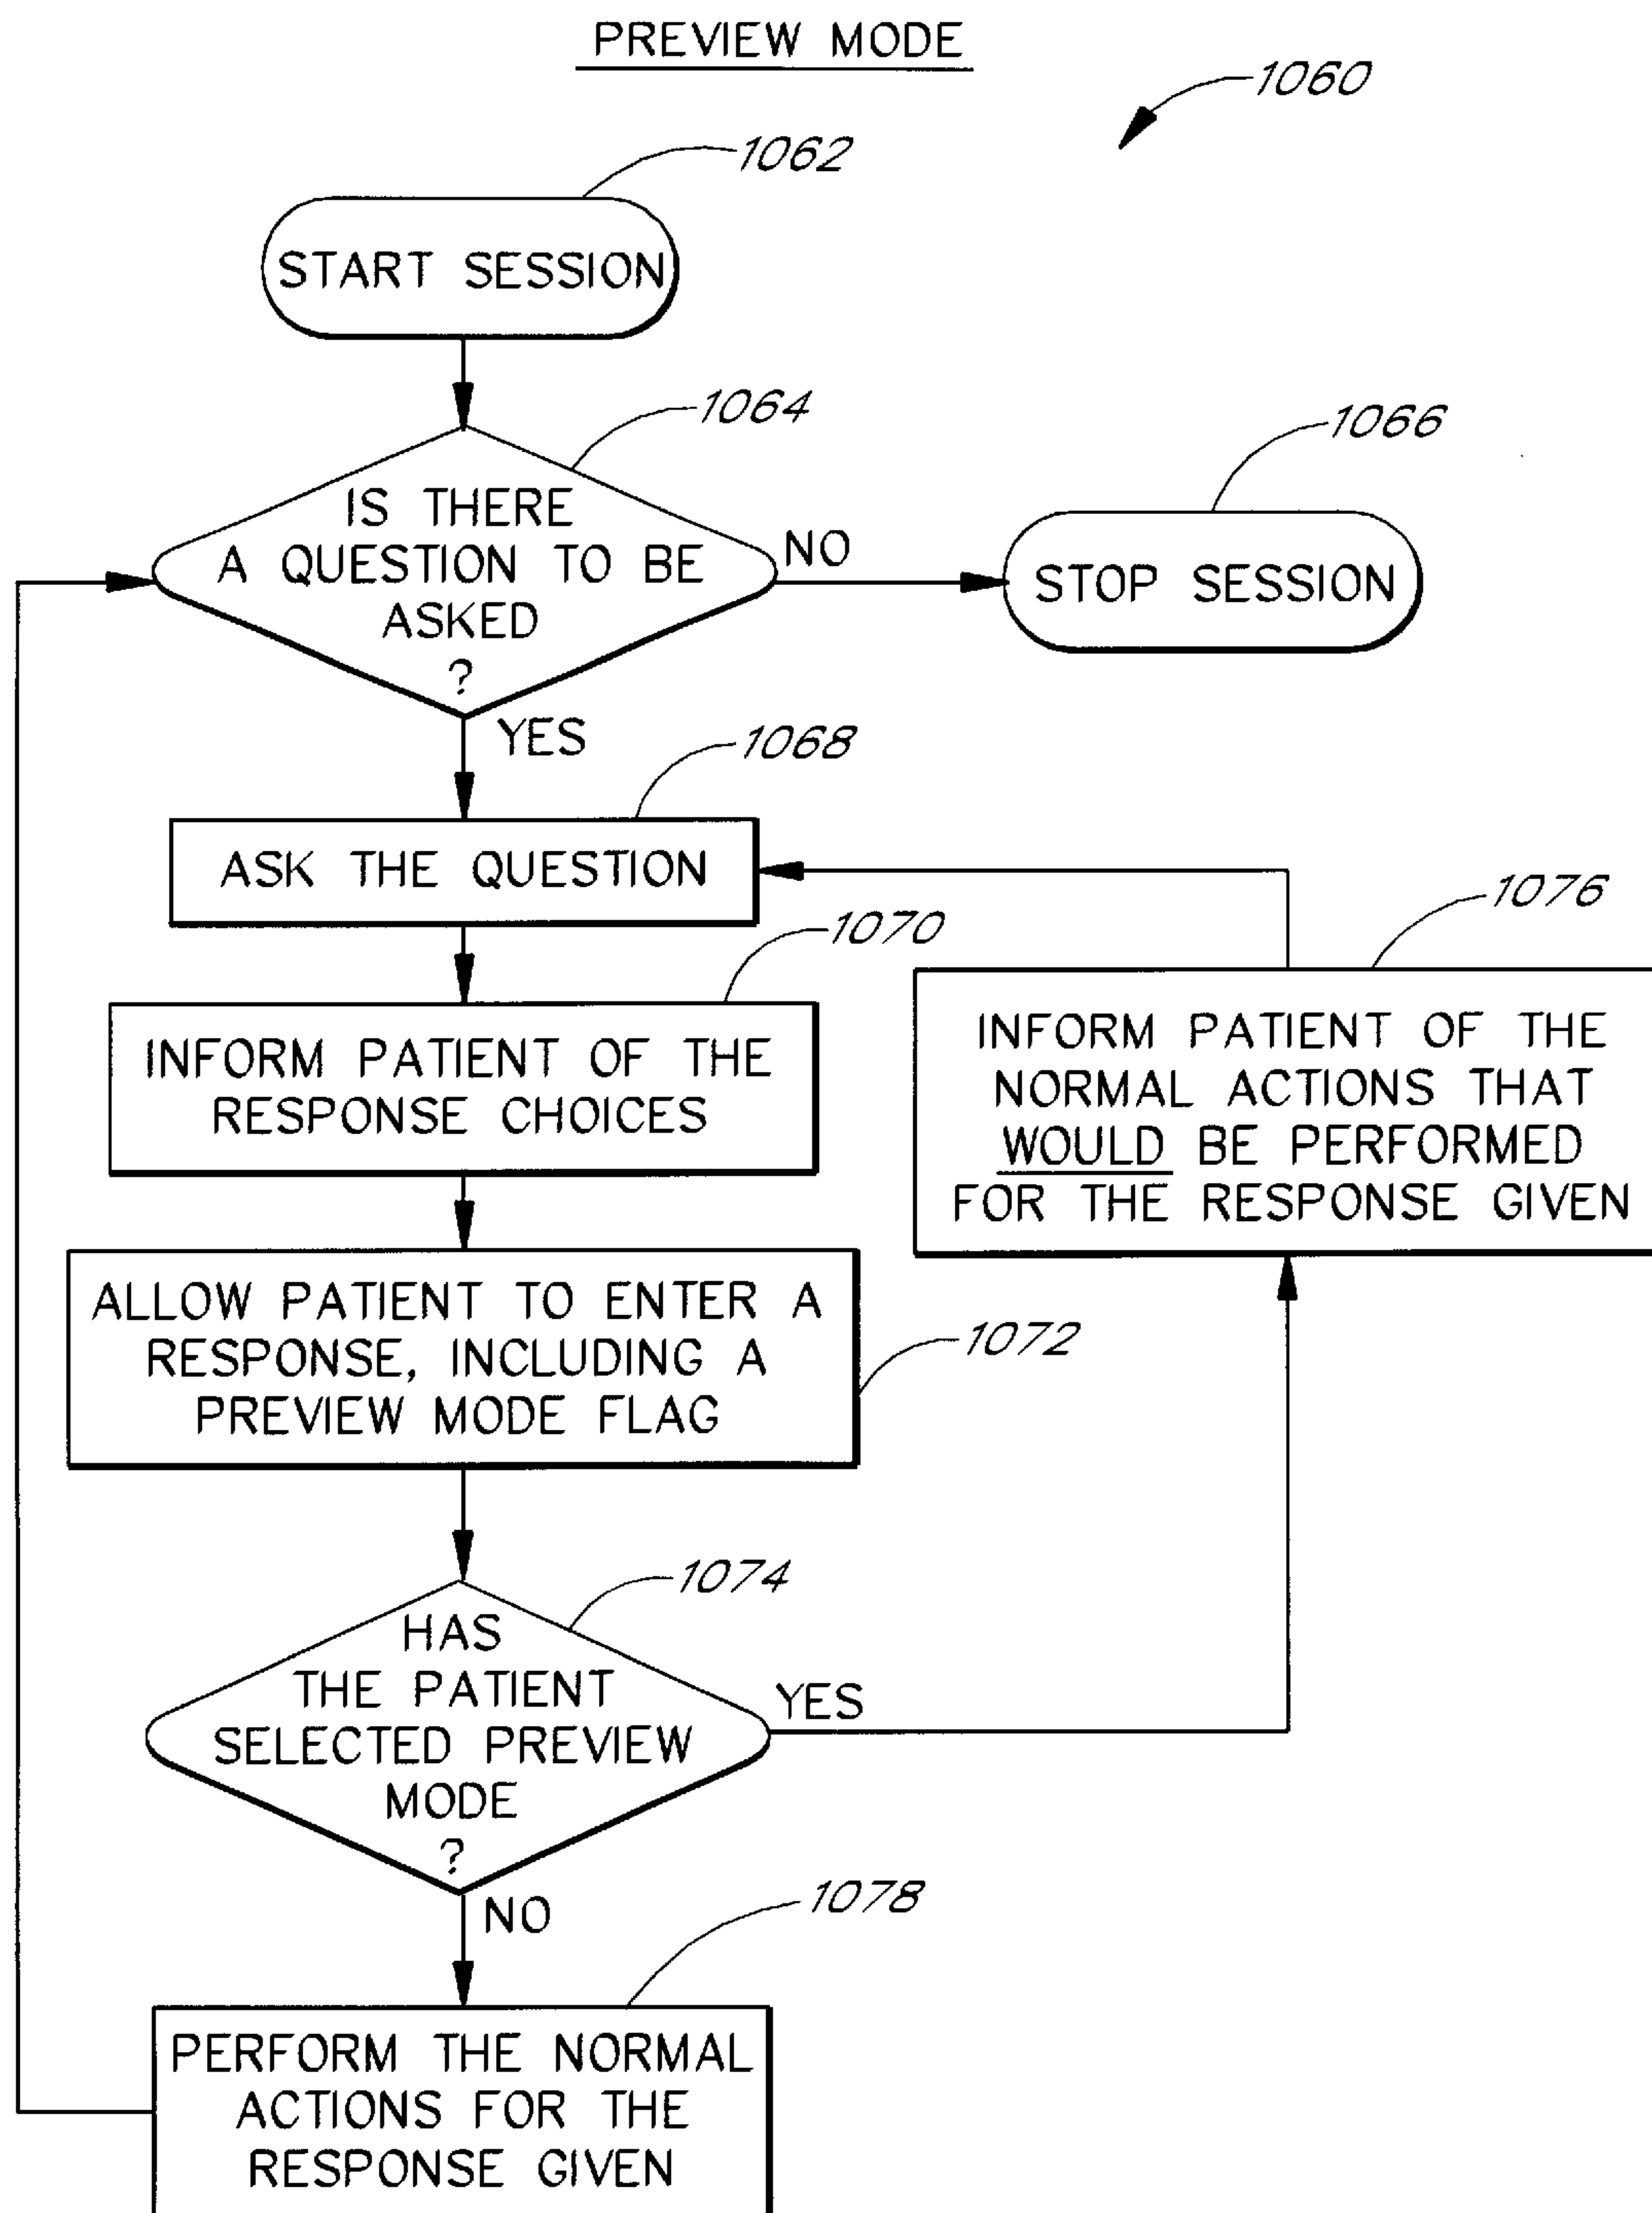 PREVIEW MODE
1060
1062
START SESSION
1064
IS THERE
A QUESTION TO BE
ASKED
?
NO
1066
STOP SESSION
YES
1068
ASK THE QUESTION
1070
INFORM PATIENT OF THE
RESPONSE CHOICES
1076
INFORM PATIENT OF THE
NORMAL ACTIONS THAT
WOULD BE PERFORMED
FOR THE RESPONSE GIVEN
ALLOW PATIENT TO ENTER A
RESPONSE, INCLUDING A
PREVIEW MODE FLAG
1072
1074
HAS
THE PATIENT
SELECTED PREVIEW
MODE
?
YES
NO
1078
PERFORM THE NORMAL
ACTIONS FOR THE
RESPONSE GIVEN